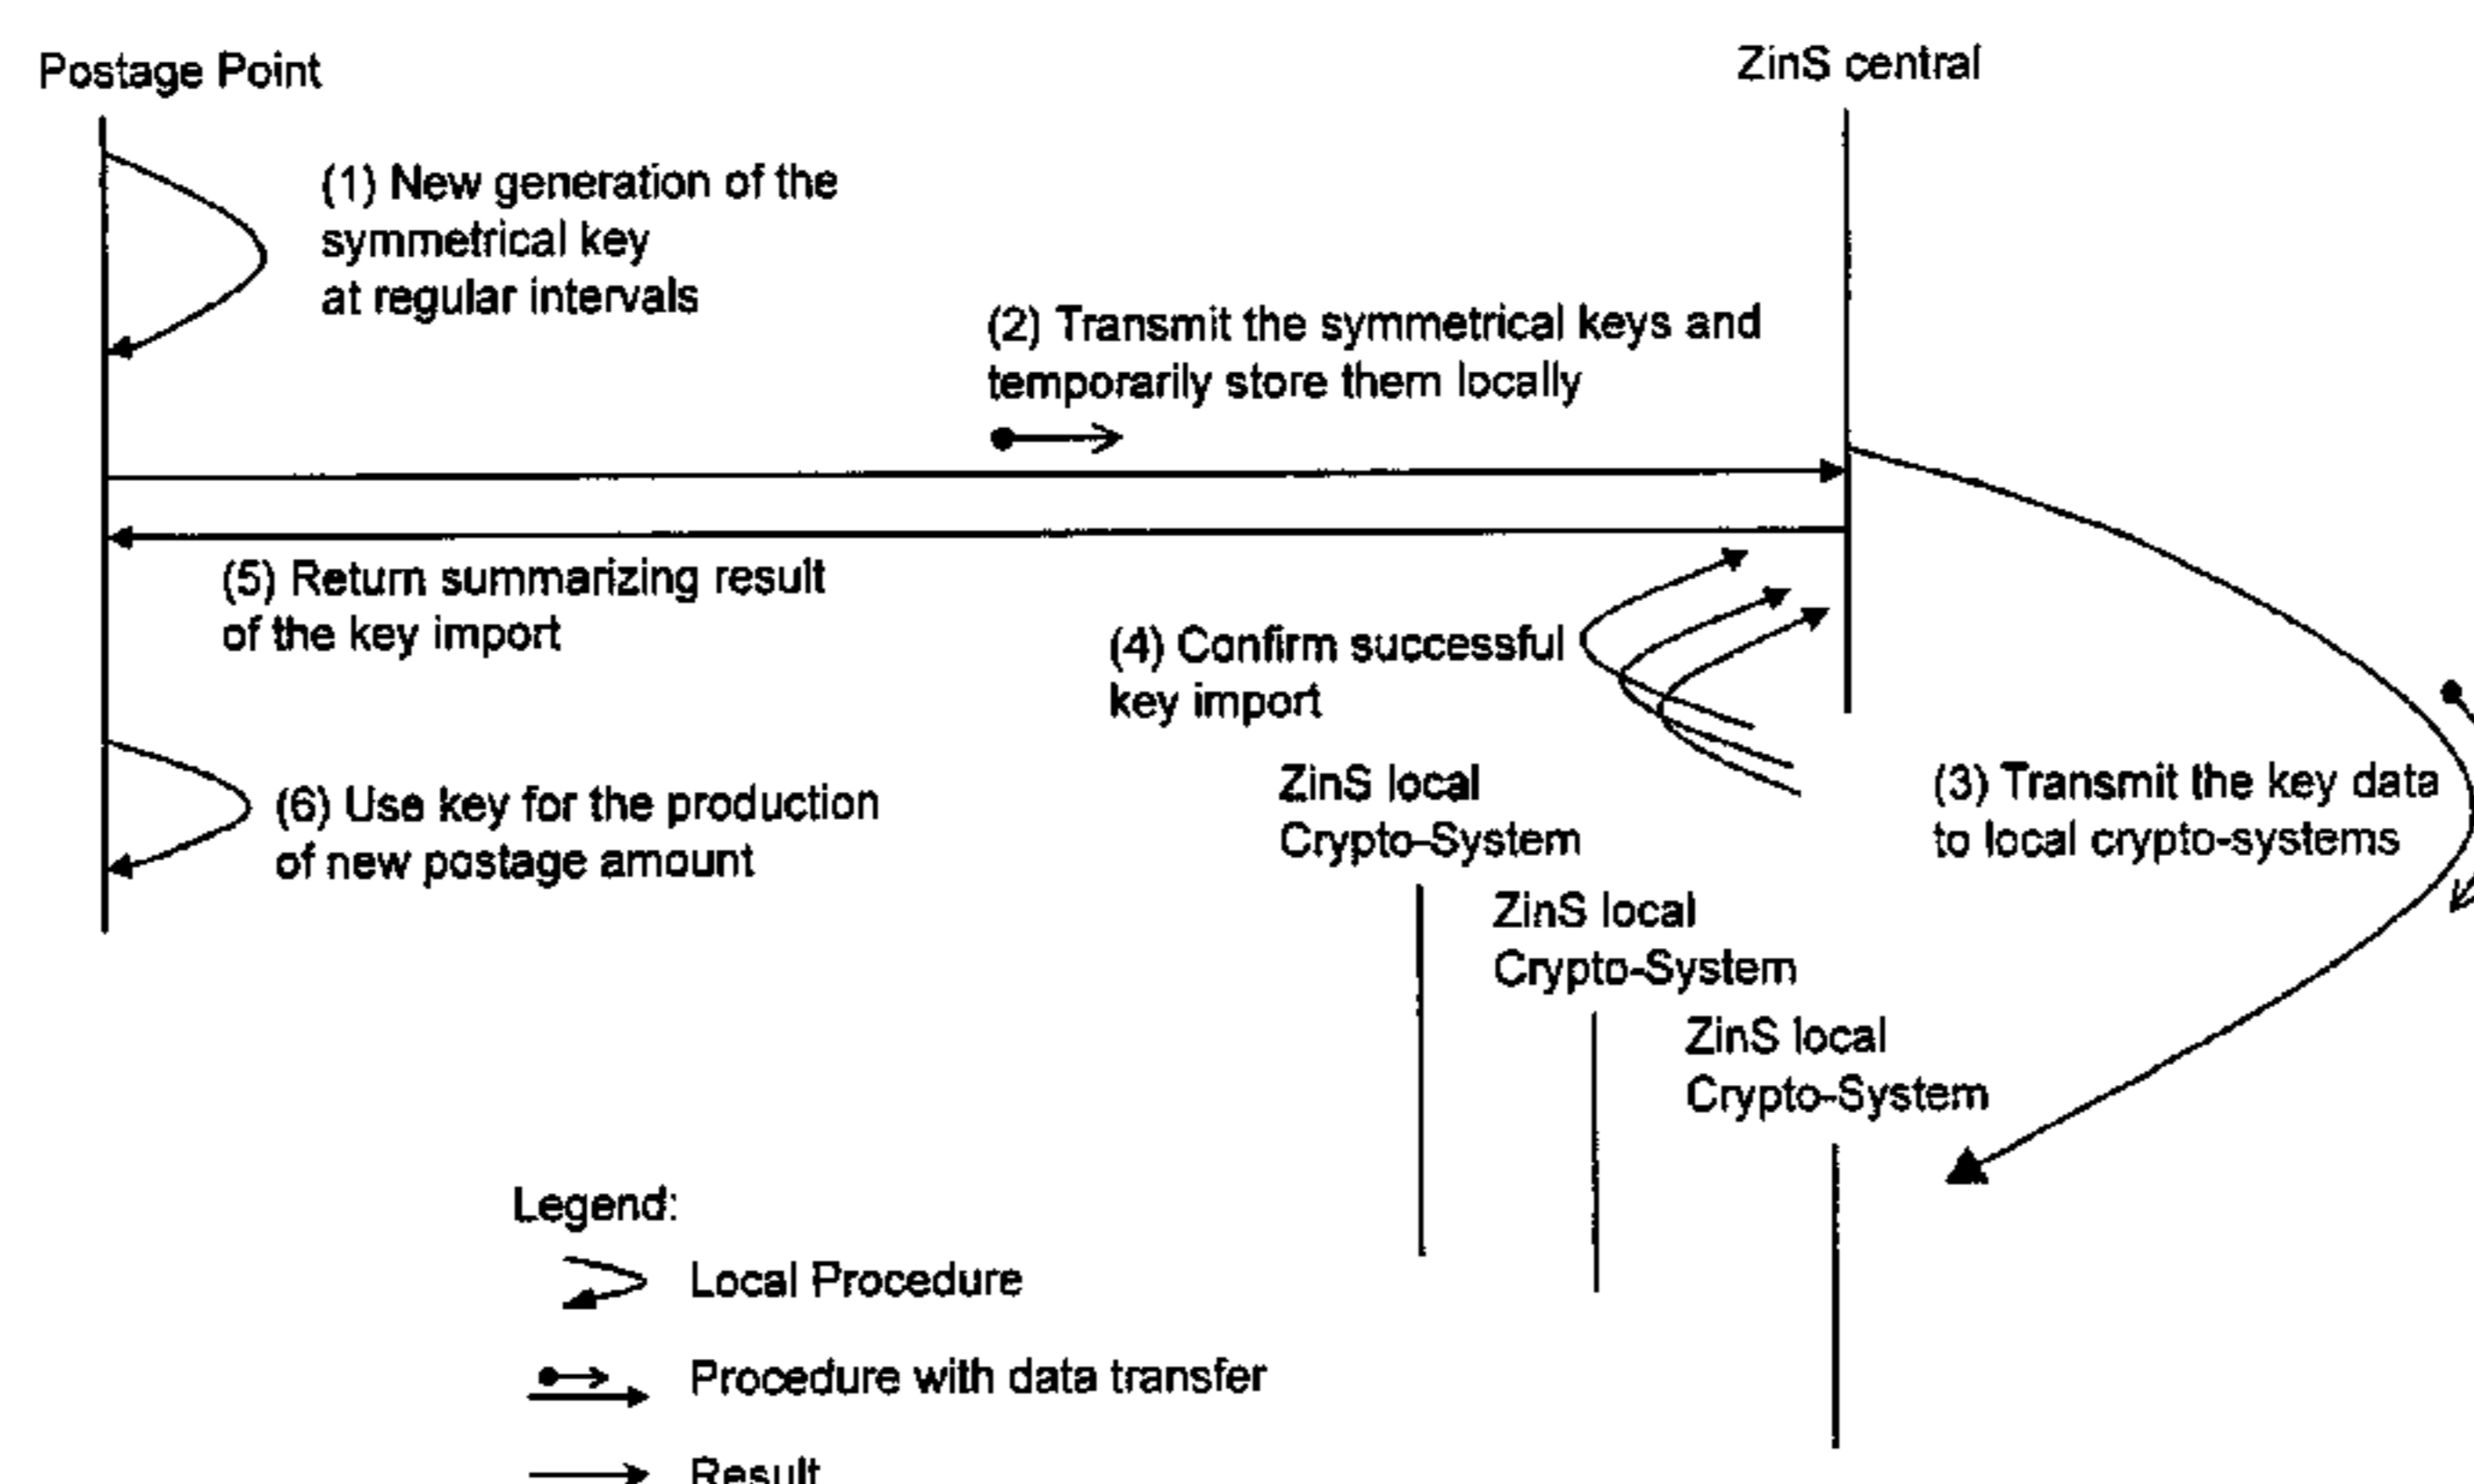 Postage Point
ZinS central
(1) New generation of the
symmetrical key
at regular intervals
(2) Transmit the symmetrical keys and
temporarily store them locally
(5) Return summarizing result
of the key import
(4) Confirm successful
key import
(3) Transmit the key data
to local crypto-systems
(6) Use key for the production
of new postage amount
ZinS local
Crypto-System
ZinS local
Crypto-System
ZinS local
Crypto-System
Legend:
Local Procedure
Procedure with data transfer
Result